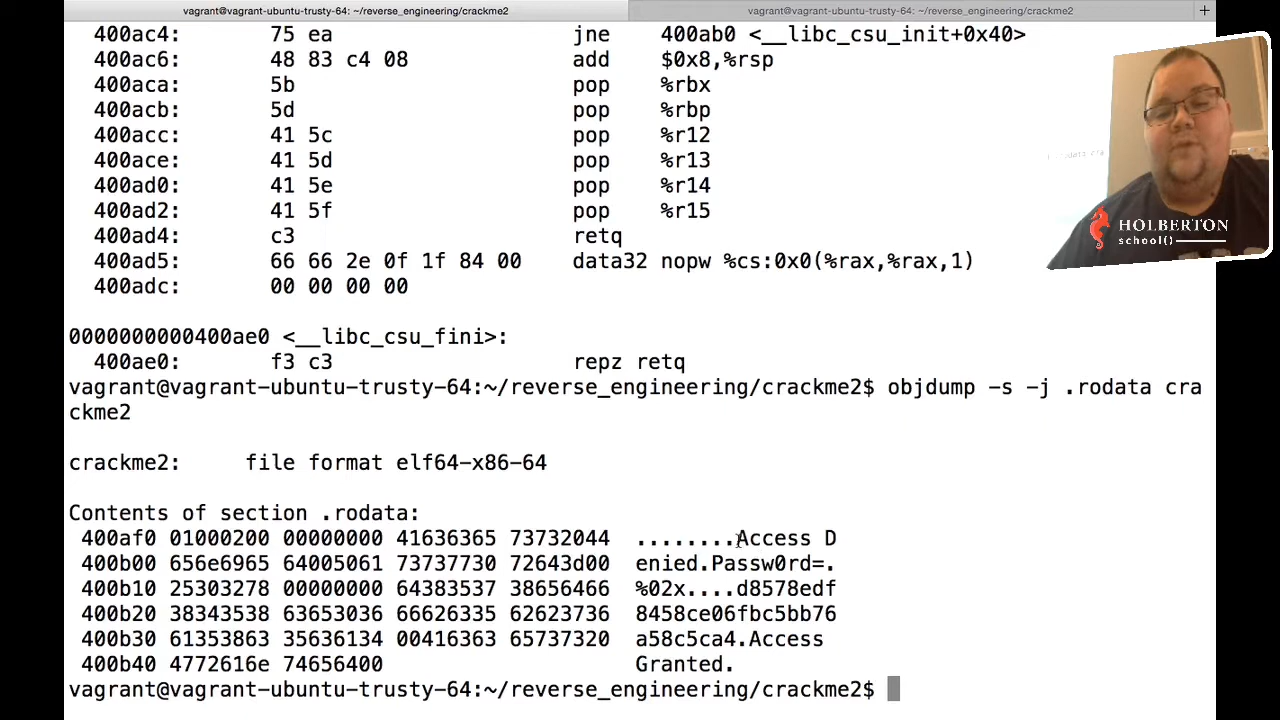 vagrant@vagrant-ubuntu-trusty-64: ~/reverse_engineering/crackme2
vagrant@vagrant-ubuntu-trusty-64: ~/reverse_engineering/crackme2
+
400ac4: 75 ea jne 400ab0 <__libc_csu_init+0x40>
400ac6: 48 83 c4 08 add $0x8,%rsp
400aca: 5b pop %rbx
400acb: 5d pop %rbp
400acc: 41 5c pop %r12
400ace: 41 5d pop %r13
400ad0: 41 5e pop %r14
400ad2: 41 5f pop %r15
400ad4: c3 retq
400ad5: 66 66 2e 0f 1f 84 00 data32 nopw %cs:0x0(%rax,%rax,1)
400adc: 00 00 00 00
0000000000400ae0 <__libc_csu_fini>:
400ae0: f3 c3 repz retq
vagrant@vagrant-ubuntu-trusty-64:~/reverse_engineering/crackme2$ objdump -s -j .rodata cra
ckme2
crackme2: file format elf64-x86-64
Contents of section .rodata:
400af0 01000200 00000000 41636365 73732044 ........Access D
400b00 656e6965 64005061 73737730 72643d00 enied.Passw0rd=.
400b10 25303278 00000000 64383537 38656466 %02x....d8578edf
400b20 38343538 63653036 66626335 62623736 8458ce06fbc5bb76
400b30 61353863 35636134 00416363 65737320 a58c5ca4.Access
400b40 4772616e 74656400 Granted.
vagrant@vagrant-ubuntu-trusty-64:~/reverse_engineering/crackme2$
HOLBERTON
school()